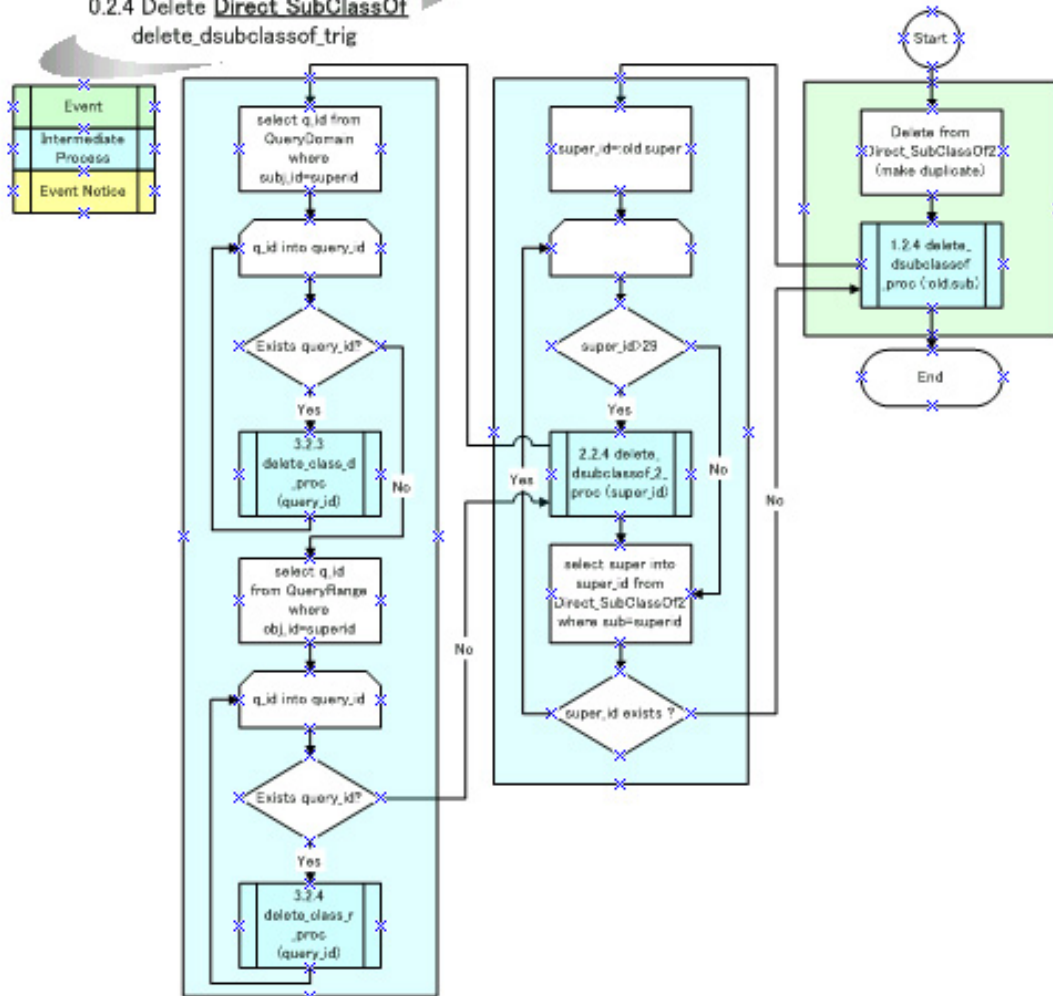 0.2.4 Delete Direct_SubClassOf
delete_dsubclassof_trig
Event
Intermediate
Process
Event Notice
select q_id from
QueryDomain
where
subj_id=superid
q_id into query_id
Exists query_id?
Yes
No
3.2.3
delete_class_d
_proc
(query_id)
select q_id
from QueryRange
where
obj_id=superid
q_id into query_id
Exists query_id?
No
Yes
3.2.4
delete_class_r
_proc
(query_id)
super_id=:old.super
super_id>29
Yes
No
2.2.4 delete_
dsubclassof_2_
proc (super_id)
Yes
select super into
super_id from
Direct_SubClassOf2
where sub=superid
super_id exists ?
No
Start
Delete from
Direct_SubClassOf2
(make duplicate)
1.2.4 delete_
dsubclassof
_proc (:old.sub)
End